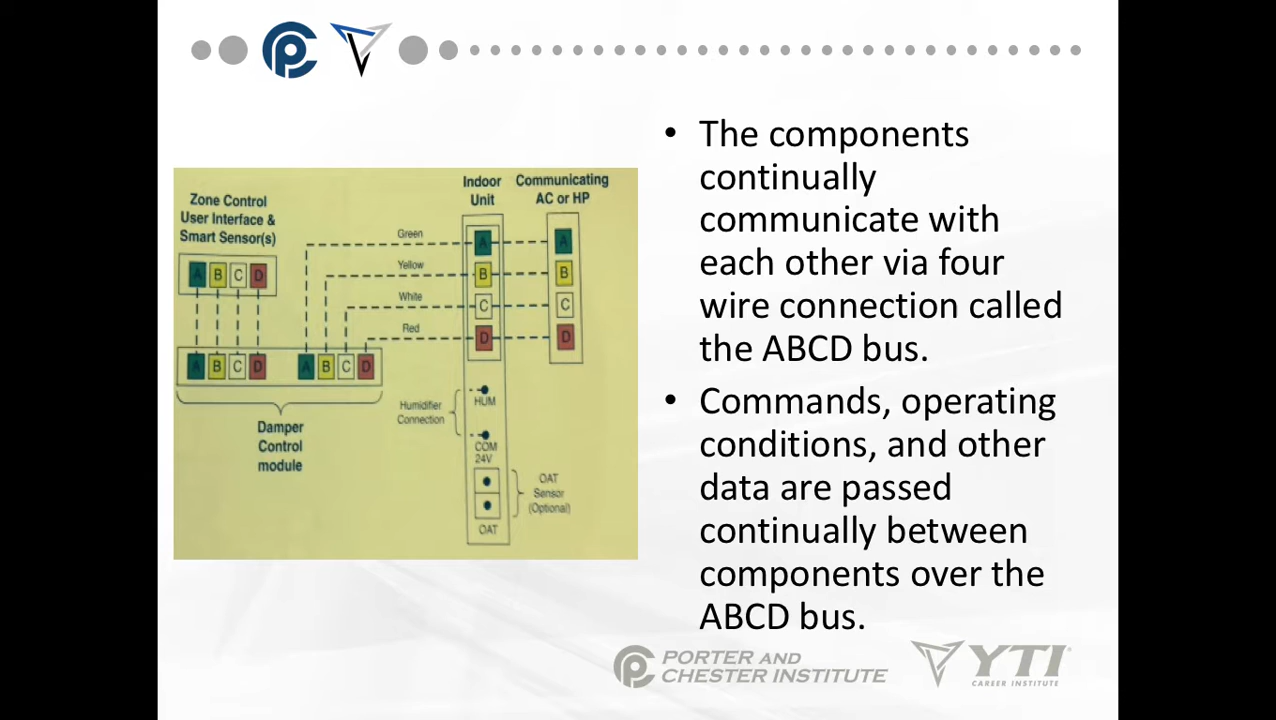 Zone Control
User Interface &
Smart Sensor(s)
A B C D
A B C D A B C D
Damper
Control
module
Green
Yellow
White
Red
Indoor
Unit
A
B
C
D
Communicating
AC or HP
A
B
C
D
Humidifier
Connection
HUM
COM
24V
OAT
Sensor
(Optional)
OAT
• The components
continually
communicate with
each other via four
wire connection called
the ABCD bus.
• Commands, operating
conditions, and other
data are passed
continually between
components over the
ABCD bus.
PORTER AND
CHESTER INSTITUTE
YTI
CAREER INSTITUTE